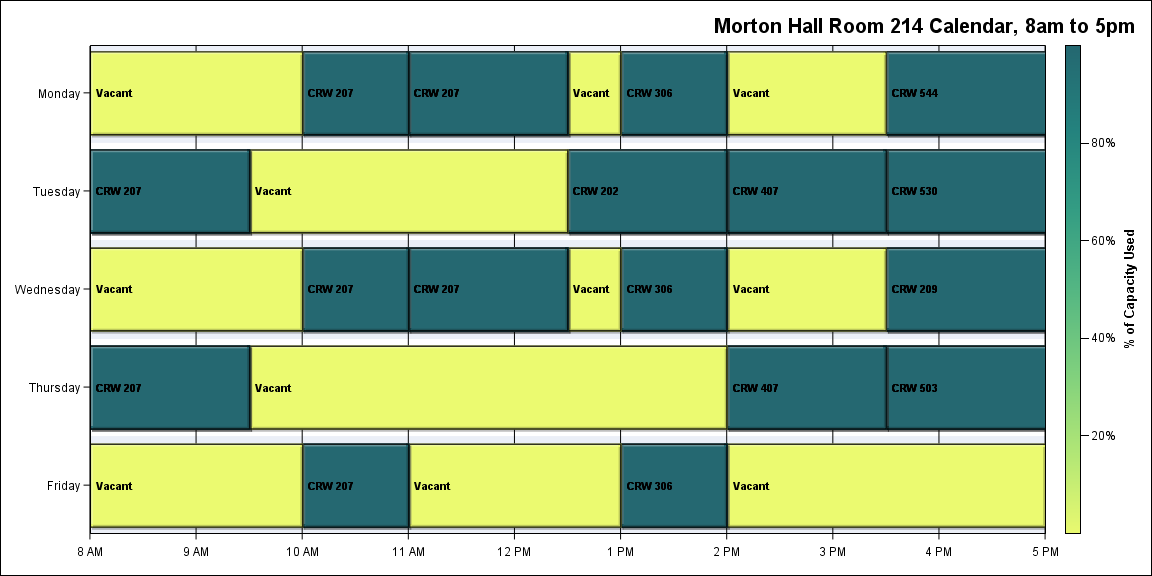 Morton Hall Room 214 Calendar, 8am to 5pm
Monday
Vacant
CRW 207
CRW 207
Vacant
CRW 306
Vacant
CRW 544
Tuesday
CRW 207
Vacant
CRW 202
CRW 407
CRW 530
Wednesday
Vacant
CRW 207
CRW 207
Vacant
CRW 306
Vacant
CRW 209
Thursday
CRW 207
Vacant
CRW 407
CRW 503
Friday
Vacant
CRW 207
Vacant
CRW 306
Vacant
8 AM
9 AM
10 AM
11 AM
12 PM
1 PM
2 PM
3 PM
4 PM
5 PM
80%
60%
40%
20%
% of Capacity Used